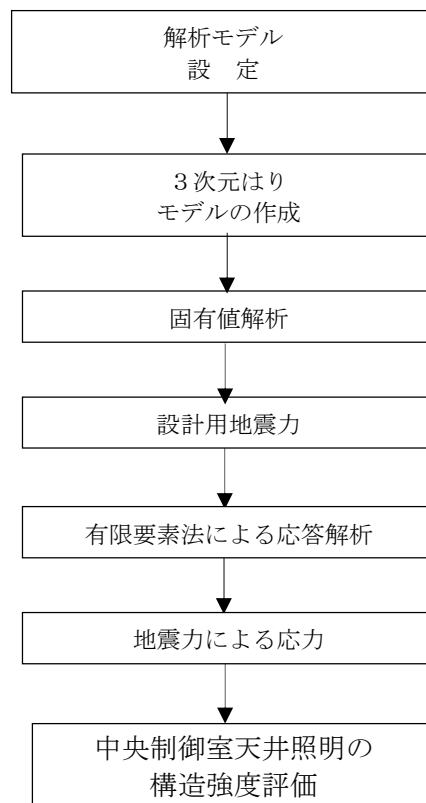 解析モデル
設　定
３次元はり
モデルの作成
固有値解析
設計用地震力
有限要素法による応答解析
地震力による応力
中央制御室天井照明の
構造強度評価